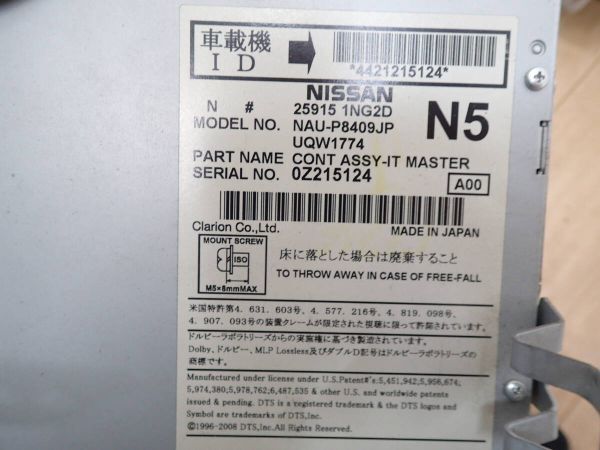 車載機
ID
*4421215124*
NISSAN
N # 25915 1NG2D
MODEL NO. NAU-P8409JP
UQW1774
N5
PART NAME CONT ASSY-IT MASTER
SERIAL NO. 0Z215124
A00
Clarion Co.,Ltd.
MADE IN JAPAN
MOUNT SCREW
ISO
M5×8mmMAX
床に落とした場合は廃棄すること
TO THROW AWAY IN CASE OF FREE-FALL
米国特許第4. 631. 603号、4. 577. 216号、4. 819. 098号、
4. 907. 093号の装置クレームが限定された視聴に限って許諾されています。
ドルビーラボラトリーズからの実施権に基づき製造されています。
Dolby、ドルビー、MLP Lossless及びダブルD記号はドルビーラボラトリーズの
商標です。
Manufactured under license under U.S.Patent#'s:5,451,942;5,956,674;
5,974,380;5,978,762;6,487,535 & other U.S. and worldwide patents
issued & pending. DTS is a registered trademark & the DTS logos and
Symbol are trademarks of DTS,Inc.
©1996-2008 DTS,Inc.All Rights Reserved.